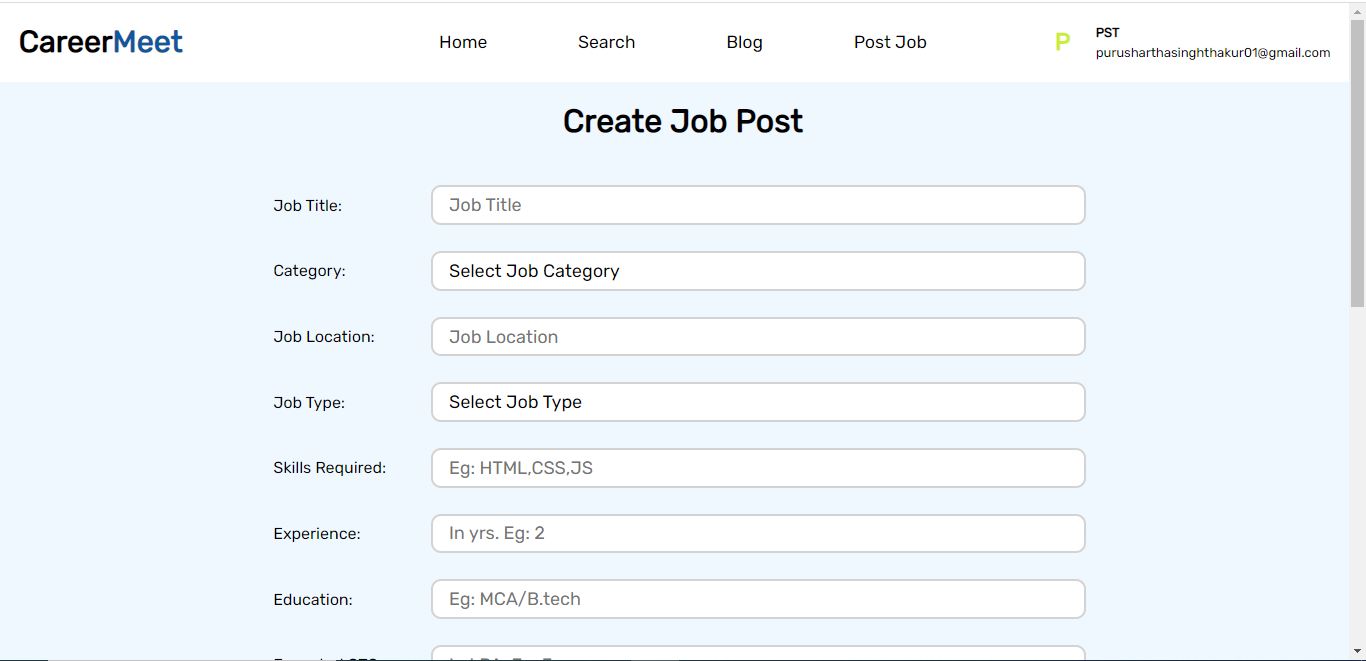 CareerMeet
Home Search Blog Post Job
P
PST
purusharthasinghthakur01@gmail.com
Create Job Post
Job Title: Job Title
Category: Select Job Category
Job Location: Job Location
Job Type: Select Job Type
Skills Required: Eg: HTML,CSS,JS
Experience: In yrs. Eg: 2
Education: Eg: MCA/B.tech